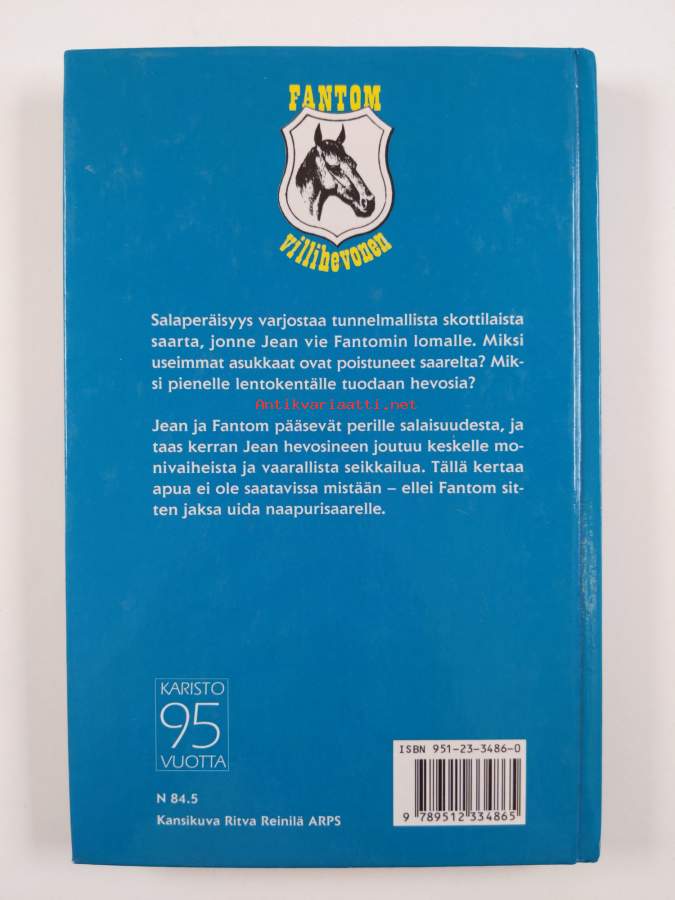 FANTOM
villihevonen
Salaperäisyys varjostaa tunnelmallista skottilaista
saarta, jonne Jean vie Fantomin lomalle. Miksi
useimmat asukkaat ovat poistuneet saarelta? Mik-
si pienelle lentokentälle tuodaan hevosia?
Antikvariaatti.net
Jean ja Fantom pääsevät perille salaisuudesta, ja
taas kerran Jean hevosineen joutuu keskelle mo-
nivaiheista ja vaarallista seikkailua. Tällä kertaa
apua ei ole saatavissa mistään – ellei Fantom sit-
ten jaksa uida naapurisaarelle.
KARISTO
95
VUOTTA
ISBN 951-23-3486-0
9 789512 334865
N 84.5
Kansikuva Ritva Reinilä ARPS